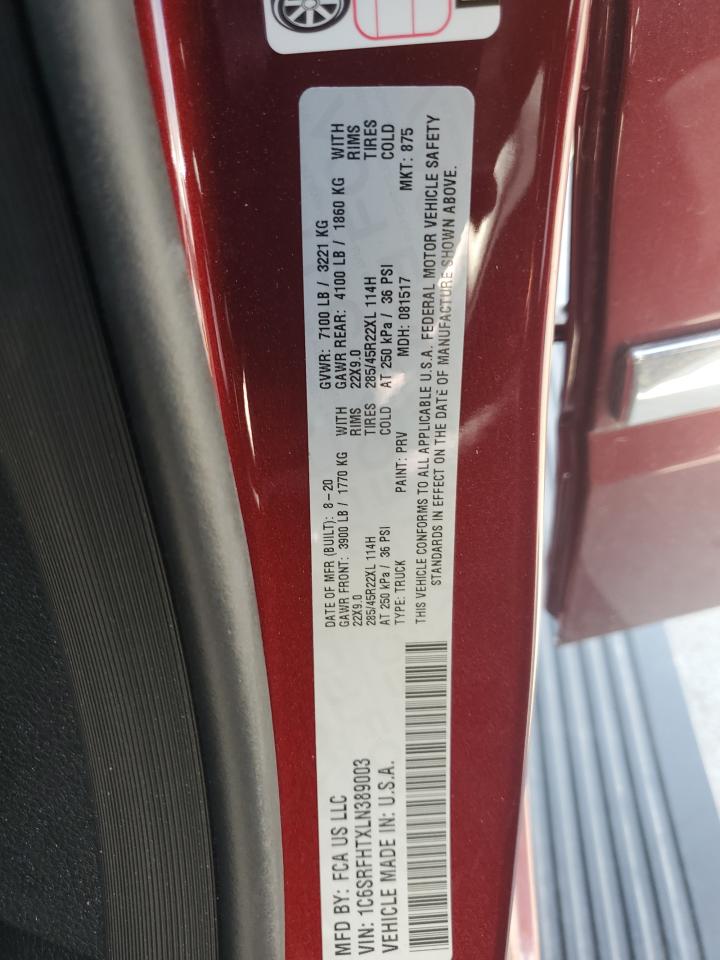 MFD BY: FCA US LLC
VIN: 1C6SRFHTXLN389003
VEHICLE MADE IN: U.S.A.
DATE OF MFR (BUILT): 8-20 GVWR: 7100 LB / 3221 KG
GAWR FRONT: 3900 LB / 1770 KG WITH GAWR REAR: 4100 LB / 1860 KG WITH
22X9.0 RIMS 22X9.0 RIMS
285/45R22XL 114H TIRES 285/45R22XL 114H TIRES
AT 250 kPa / 36 PSI COLD AT 250 kPa / 36 PSI COLD
TYPE: TRUCK PAINT: PRV MDH: 081517 MKT: 875
THIS VEHICLE CONFORMS TO ALL APPLICABLE U.S.A. FEDERAL MOTOR VEHICLE SAFETY
STANDARDS IN EFFECT ON THE DATE OF MANUFACTURE SHOWN ABOVE.